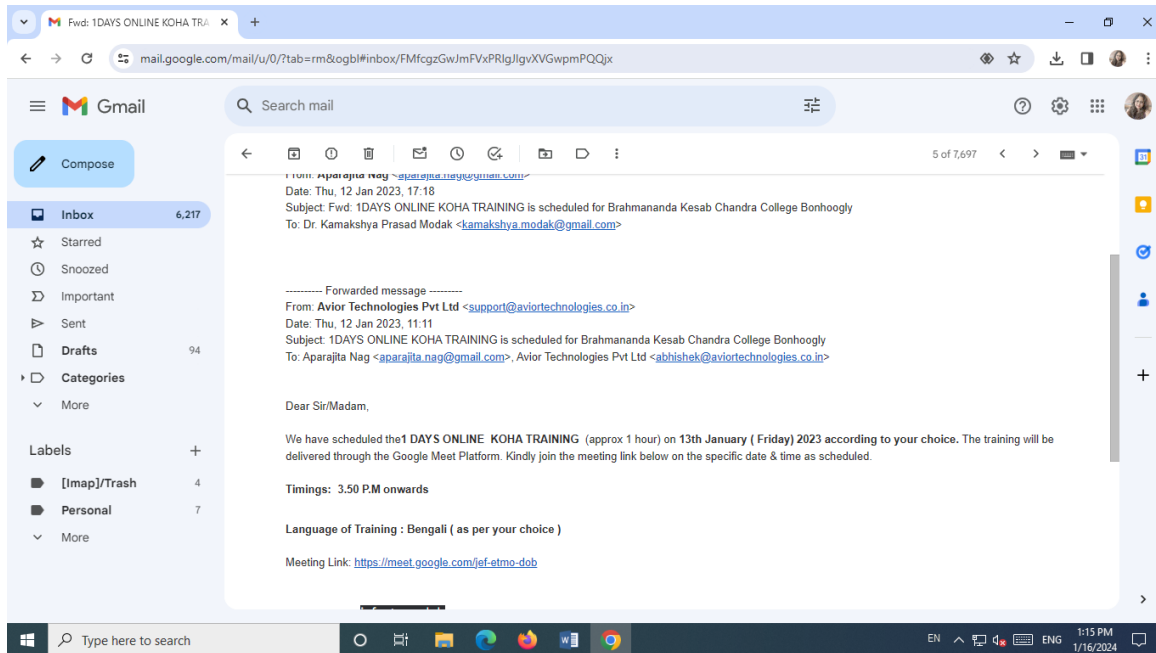 Fwd: 1DAYS ONLINE KOHA TRA
mail.google.com/mail/u/0/?tab=rm&ogbl#inbox/FMfcgzGwJmFVxPRlgJlgvXVGwpmPQQjx
Gmail
Search mail
Compose
5 of 7,697
31
Inbox 6,217
Starred
Snoozed
Important
Sent
Drafts 94
Categories
More
Labels
[Imap]/Trash 4
Personal 7
More
From: Aparajita Nag <aparajita.nag@gmail.com>
Date: Thu, 12 Jan 2023, 17:18
Subject: Fwd: 1DAYS ONLINE KOHA TRAINING is scheduled for Brahmananda Kesab Chandra College Bonhoogly
To: Dr. Kamakshya Prasad Modak <kamakshya.modak@gmail.com>
---------- Forwarded message ---------
From: Avior Technologies Pvt Ltd <support@aviortechnologies.co.in>
Date: Thu, 12 Jan 2023, 11:11
Subject: 1DAYS ONLINE KOHA TRAINING is scheduled for Brahmananda Kesab Chandra College Bonhoogly
To: Aparajita Nag <aparajita.nag@gmail.com>, Avior Technologies Pvt Ltd <abhishek@aviortechnologies.co.in>
Dear Sir/Madam,
We have scheduled the1 DAYS ONLINE KOHA TRAINING (approx 1 hour) on 13th January ( Friday) 2023 according to your choice. The training will be
delivered through the Google Meet Platform. Kindly join the meeting link below on the specific date & time as scheduled.
Timings: 3.50 P.M onwards
Language of Training : Bengali ( as per your choice )
Meeting Link: https://meet.google.com/jef-etmo-dob
Type here to search
EN
ENG
1:15 PM
1/16/2024